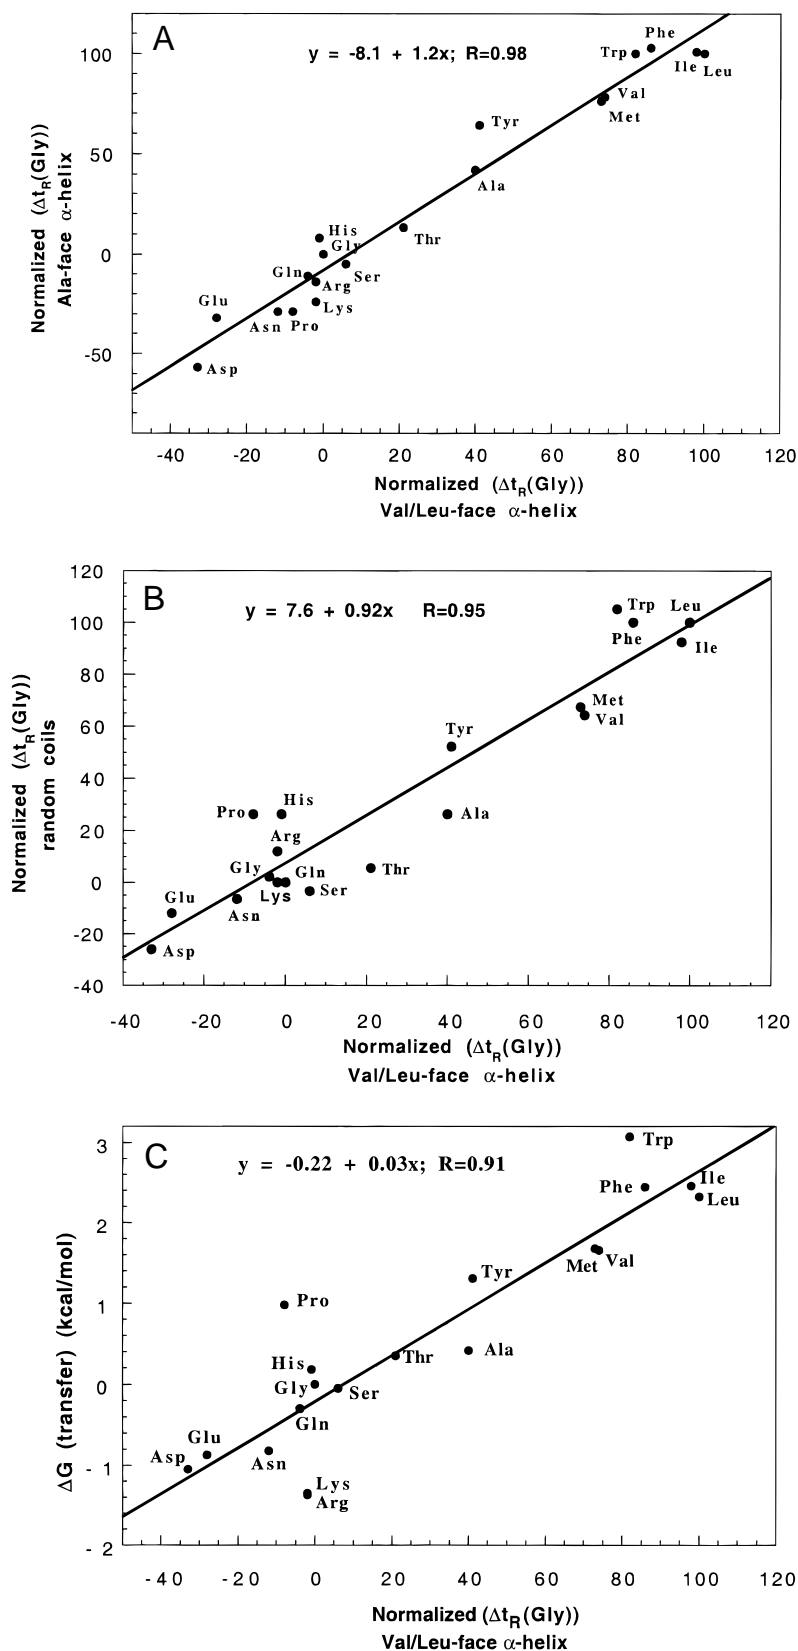 A
y = -8.1 + 1.2x; R=0.98
Normalized (ΔtR(Gly))
Ala-face α-helix
100
50
0
-50
Phe
Trp
Ile
Leu
Val
Met
Tyr
Ala
Thr
His
Gly
Ser
Gln
Arg
Lys
Glu
Asn
Pro
Asp
-40
-20
0
20
40
60
80
100
120
Normalized (ΔtR(Gly))
Val/Leu-face α-helix
B
y = 7.6 + 0.92x R=0.95
Normalized (ΔtR(Gly))
random coils
120
100
80
60
40
20
0
-20
-40
Trp
Leu
Phe
Ile
Met
Val
Tyr
Ala
Pro
His
Arg
Gly
Gln
Thr
Lys
Ser
Glu
Asn
Asp
-40
-20
0
20
40
60
80
100
120
Normalized (ΔtR(Gly))
Val/Leu-face α-helix
C
y = -0.22 + 0.03x; R=0.91
ΔG (transfer) (kcal/mol)
3
2
1
0
- 1
- 2
Trp
Phe
Ile
Leu
Met
Val
Tyr
Pro
Ala
His
Thr
Gly
Ser
Gln
Glu
Asp
Asn
Lys
Arg
-40
-20
0
20
40
60
80
100
120
Normalized (ΔtR(Gly))
Val/Leu-face α-helix